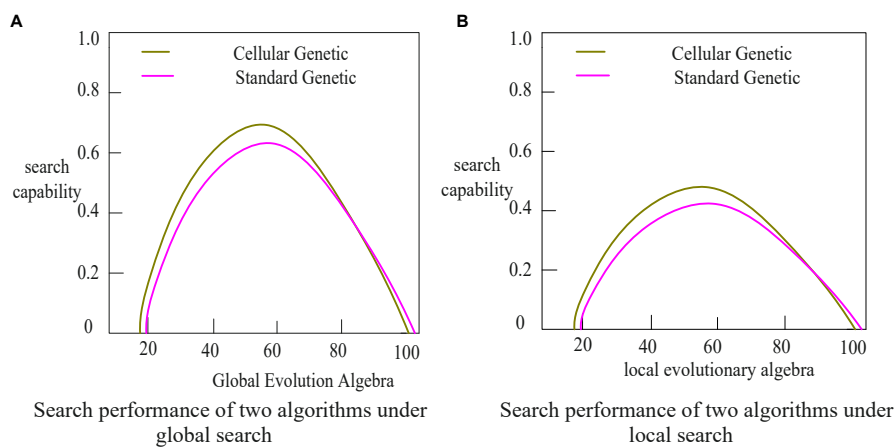 A
1.0
Cellular Genetic
Standard Genetic
0.8
0.6
search
capability
0.4
0.2
0
20 40 60 80 100
Global Evolution Algebra
Search performance of two algorithms under
global search
B
1.0
Cellular Genetic
Standard Genetic
0.8
0.6
search
capability
0.4
0.2
0
20 40 60 80 100
local evolutionary algebra
Search performance of two algorithms under
local search